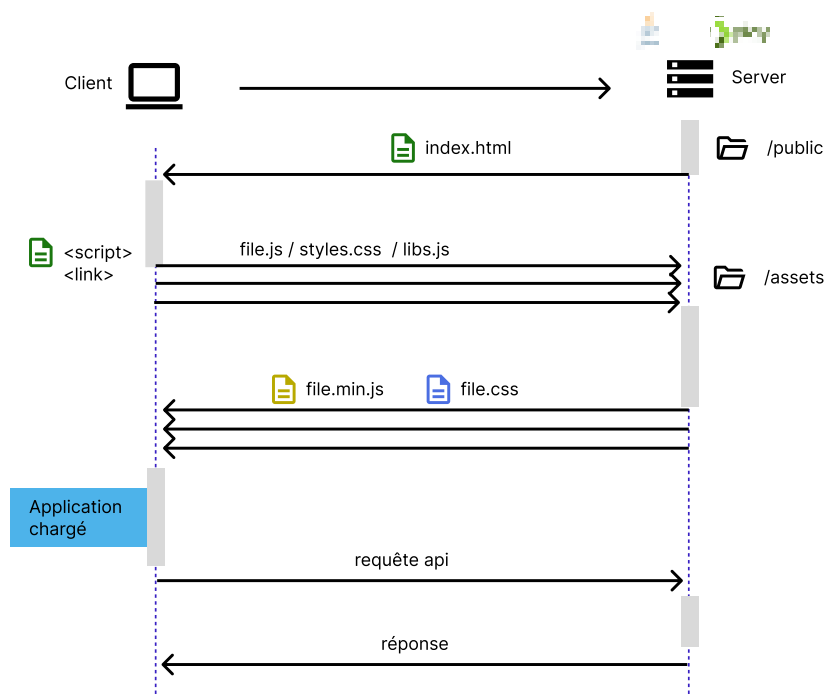 Client
Server
index.html
/public
<script>
<link>
file.js / styles.css / libs.js
/assets
file.min.js
file.css
Application
chargé
requête api
réponse